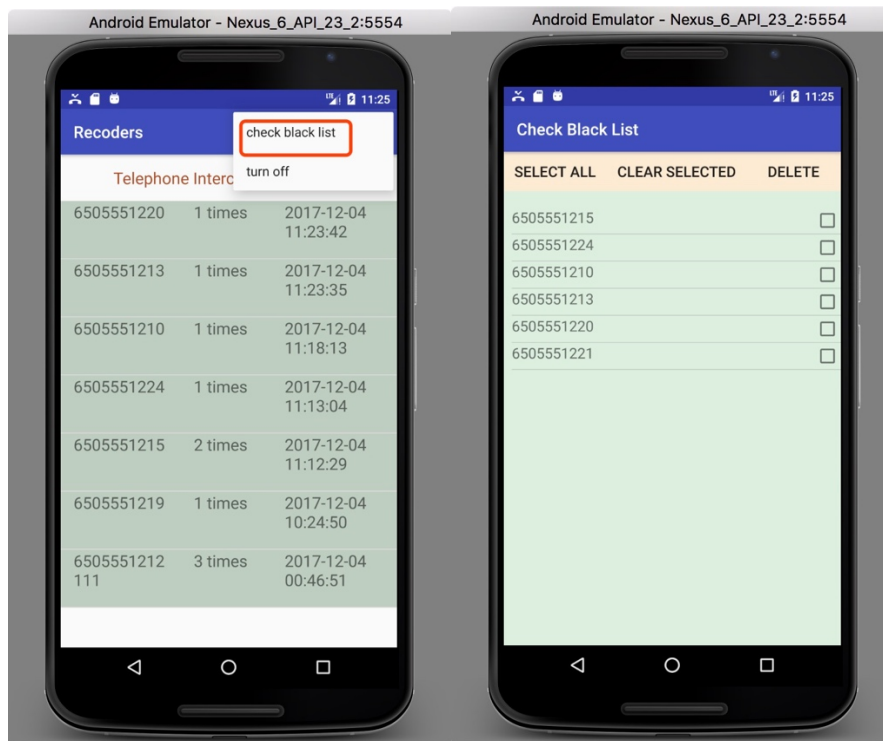 Android Emulator - Nexus_6_API_23_2:5554
LTE 11:25
Recoders
check black list
turn off
Telephone Interc
6505551220 1 times 2017-12-04
11:23:42
6505551213 1 times 2017-12-04
11:23:35
6505551210 1 times 2017-12-04
11:18:13
6505551224 1 times 2017-12-04
11:13:04
6505551215 2 times 2017-12-04
11:12:29
6505551219 1 times 2017-12-04
10:24:50
6505551212 3 times 2017-12-04
111 00:46:51
Android Emulator - Nexus_6_API_23_2:5554
LTE 11:25
Check Black List
SELECT ALL CLEAR SELECTED DELETE
6505551215
6505551224
6505551210
6505551213
6505551220
6505551221